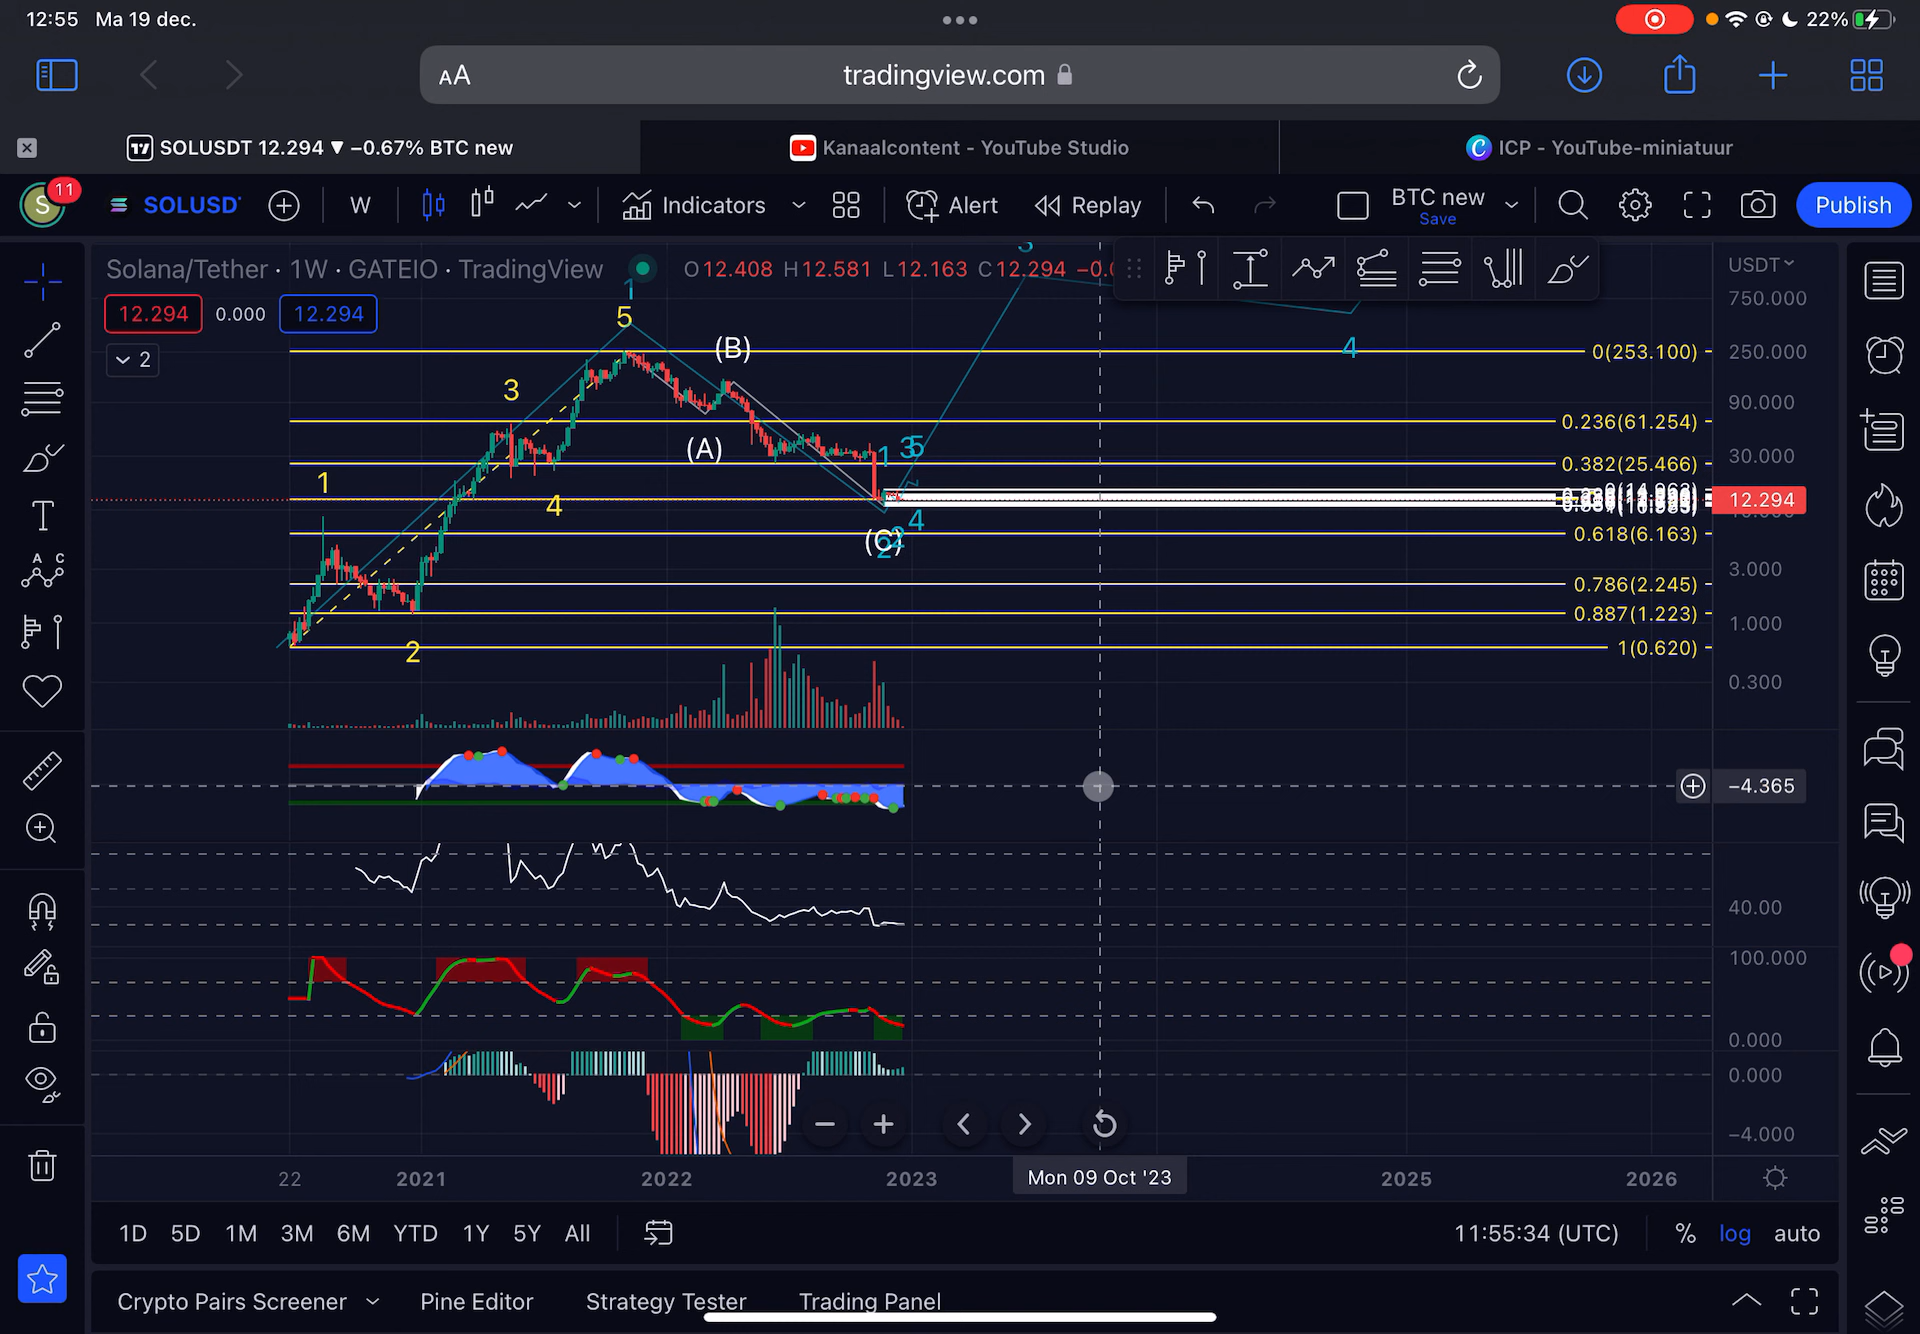 12:55 Ma 19 dec.
22%
AA
tradingview.com
SOLUSDT 12.294 ▼ −0.67% BTC new
Kanaalcontent - YouTube Studio
ICP - YouTube-miniatuur
S
11
SOLUSD
W
Indicators
Alert
Replay
BTC new
Save
Publish
Solana/Tether · 1W · GATEIO · TradingView
O12.408 H12.581 L12.163 C12.294
USDT
12.294
0.000
12.294
2
750.000
250.000
90.000
30.000
12.294
3.000
1.000
0.300
0(253.100)
0.236(61.254)
0.382(25.466)
0.618(6.163)
0.786(2.245)
0.887(1.223)
1(0.620)
1
5
(B)
3
(A)
1
4
2
1
3
5
4
(C)
4
−4.365
40.00
100.000
0.000
0.000
−4.000
22
2021
2022
2023
Mon 09 Oct '23
2025
2026
1D 5D 1M 3M 6M YTD 1Y 5Y All
11:55:34 (UTC)
% log auto
Crypto Pairs Screener
Pine Editor
Strategy Tester
Trading Panel